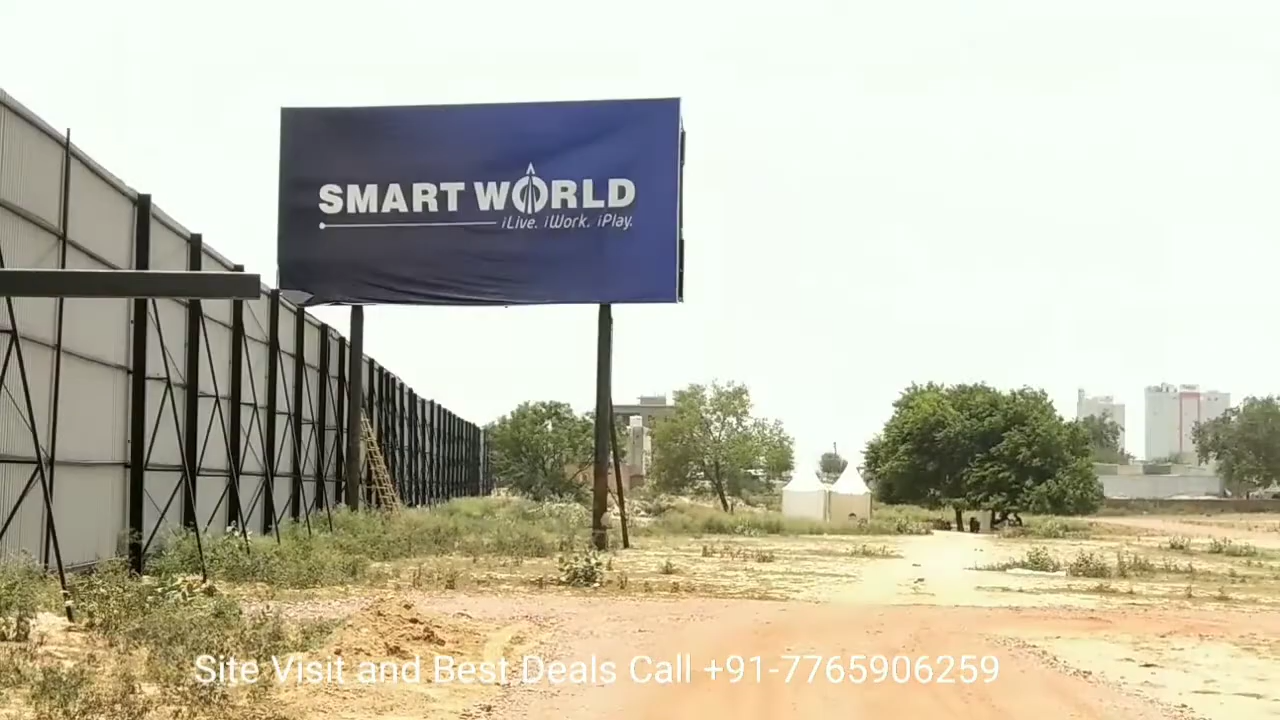 SMART WORLD
iLive. iWork. iPlay.
Site Visit and Best Deals Call +91-7765906259